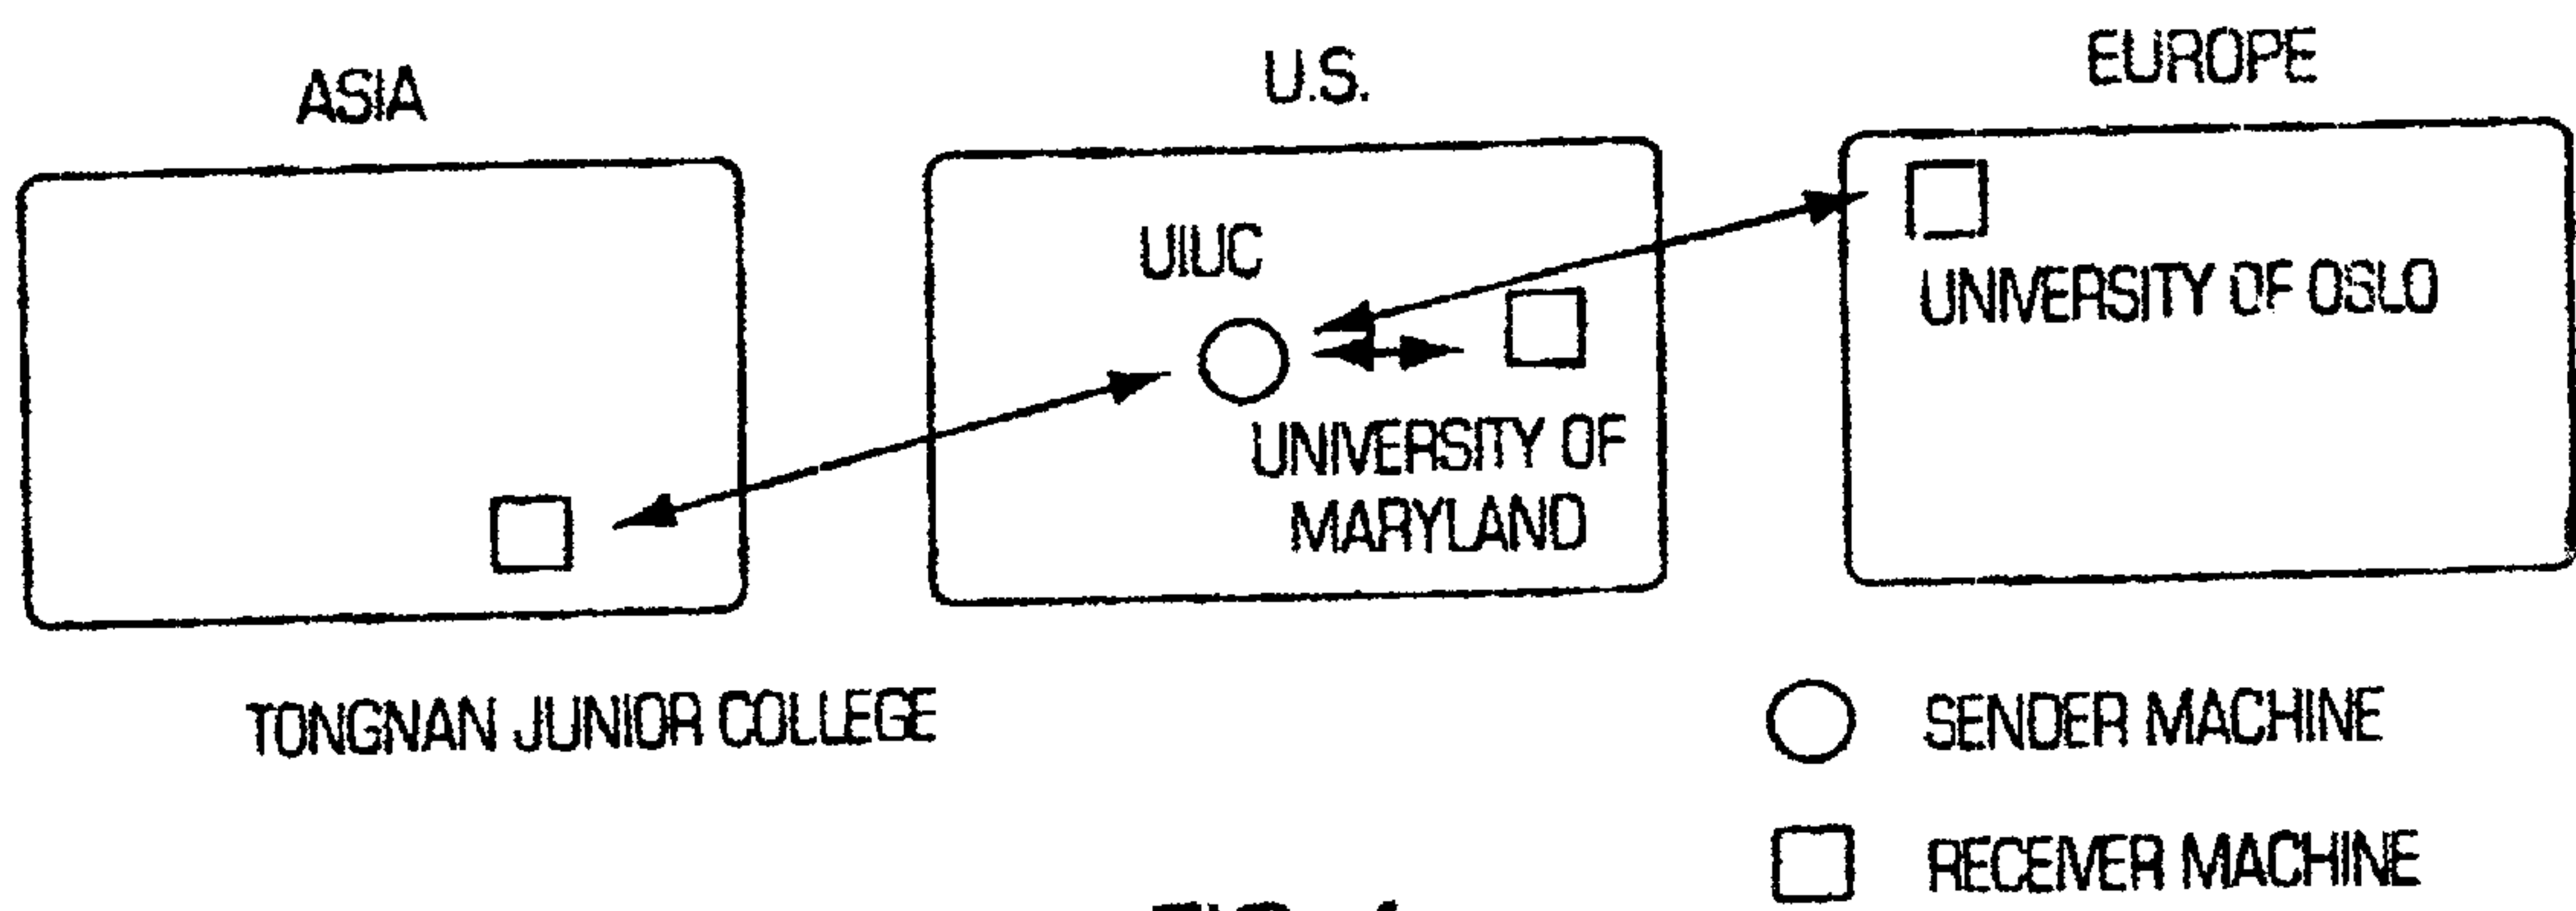 ASIA
U.S.
EUROPE
UIUC
UNIVERSITY OF OSLO
UNIVERSITY OF
MARYLAND
TONGNAN JUNIOR COLLEGE
SENDER MACHINE
RECEIVER MACHINE